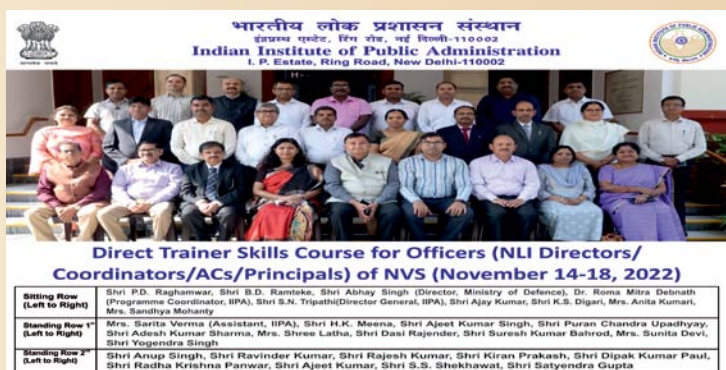 भारतीय लोक प्रशासन संस्थान
इंद्रप्रस्थ एस्टेट, रिंग रोड, नई दिल्ली-110002
Indian Institute of Public Administration
I. P. Estate, Ring Road, New Delhi-110002
Direct Trainer Skills Course for Officers (NLI Directors/
Coordinators/ACs/Principals) of NVS (November 14-18, 2022)
Sitting Row
(Left to Right)
Shri P.D. Raghamwar, Shri B.D. Ramteke, Shri Abhay Singh (Director, Ministry of Defence), Dr. Roma Mitra Debnath
(Programme Coordinator, IIPA), Shri S.N. Tripathi(Director General, IIPA), Shri Ajay Kumar, Shri K.S. Digari, Mrs. Anita Kumari,
Mrs. Sandhya Mohanty
Standing Row 1st
(Left to Right)
Mrs. Sarita Verma (Assistant, IIPA), Shri H.K. Meena, Shri Ajeet Kumar Singh, Shri Puran Chandra Upadhyay,
Shri Adesh Kumar Sharma, Mrs. Shree Latha, Shri Dasi Rajender, Shri Suresh Kumar Bahrod, Mrs. Sunita Devi,
Shri Yogendra Singh
Standing Row 2nd
(Left to Right)
Shri Anup Singh, Shri Ravinder Kumar, Shri Rajesh Kumar, Shri Kiran Prakash, Shri Dipak Kumar Paul,
Shri Radha Krishna Panwar, Shri Ajeet Kumar, Shri S.S. Shekhawat, Shri Satyendra Gupta